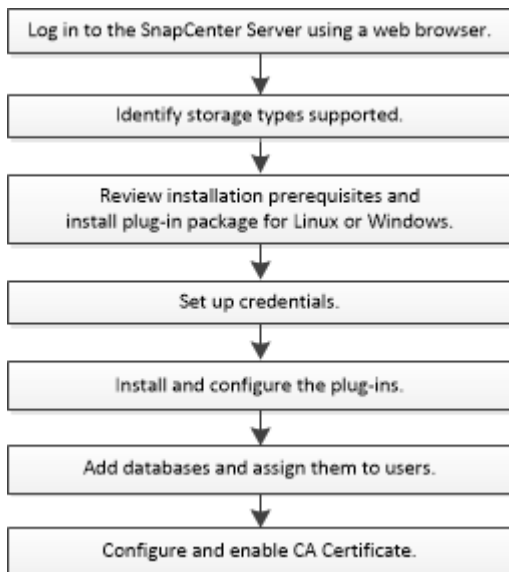 Log in to the SnapCenter Server using a web browser.
Identify storage types supported.
Review installation prerequisites and
install plug-in package for Linux or Windows.
Set up credentials.
Install and configure the plug-ins.
Add databases and assign them to users.
Configure and enable CA Certificate.